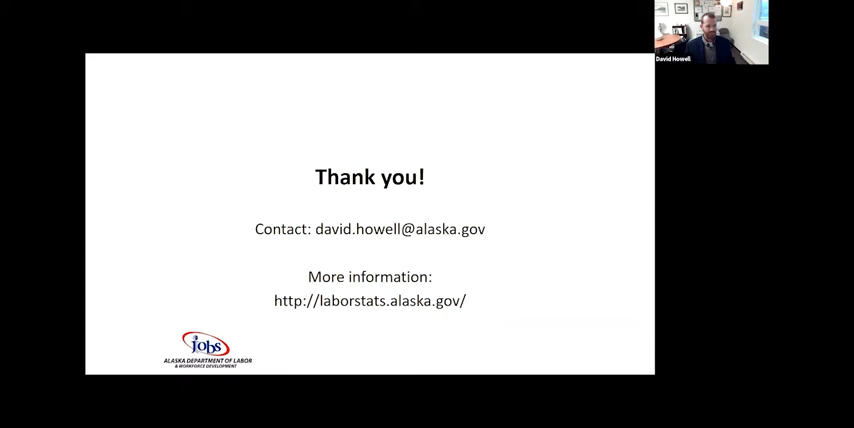 David Howell
Thank you!
Contact: david.howell@alaska.gov
More information:
http://laborstats.alaska.gov/
jobs
ALASKA DEPARTMENT OF LABOR
& WORKFORCE DEVELOPMENT